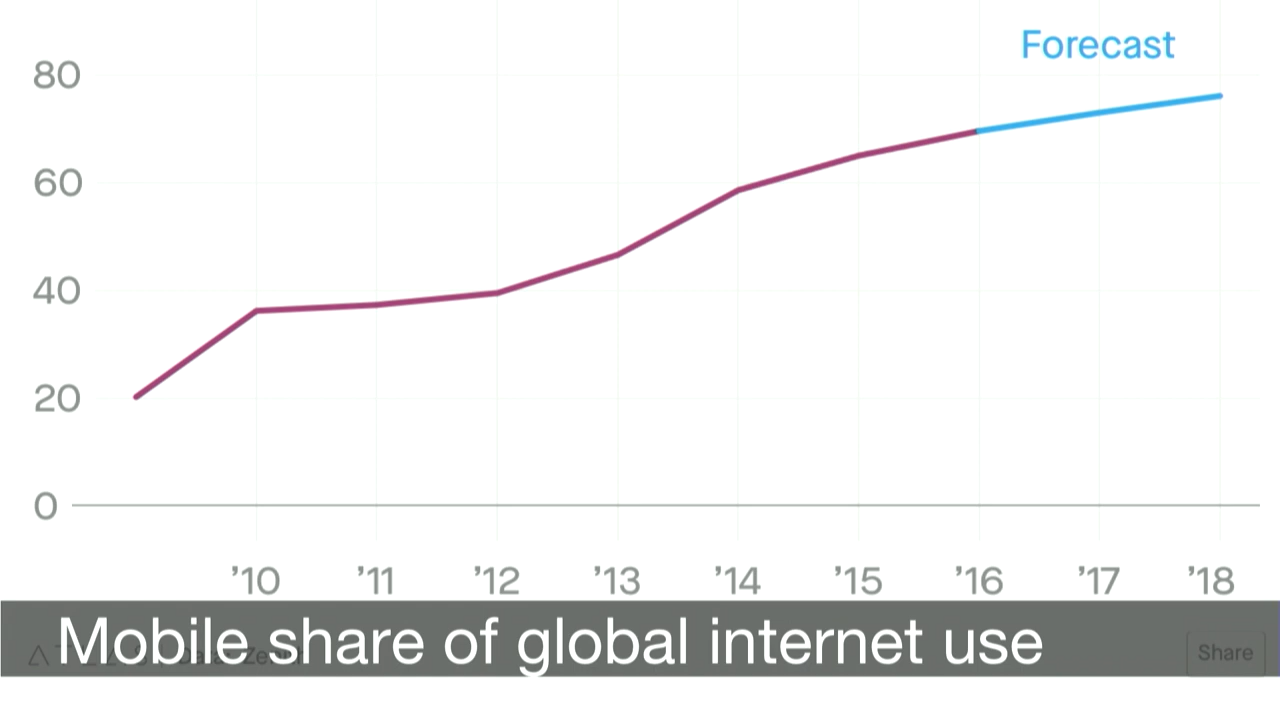 Forecast
80
60
40
20
0
’10 ’11 ’12 ’13 ’14 ’15 ’16 ’17 ’18
Mobile share of global internet use
Share